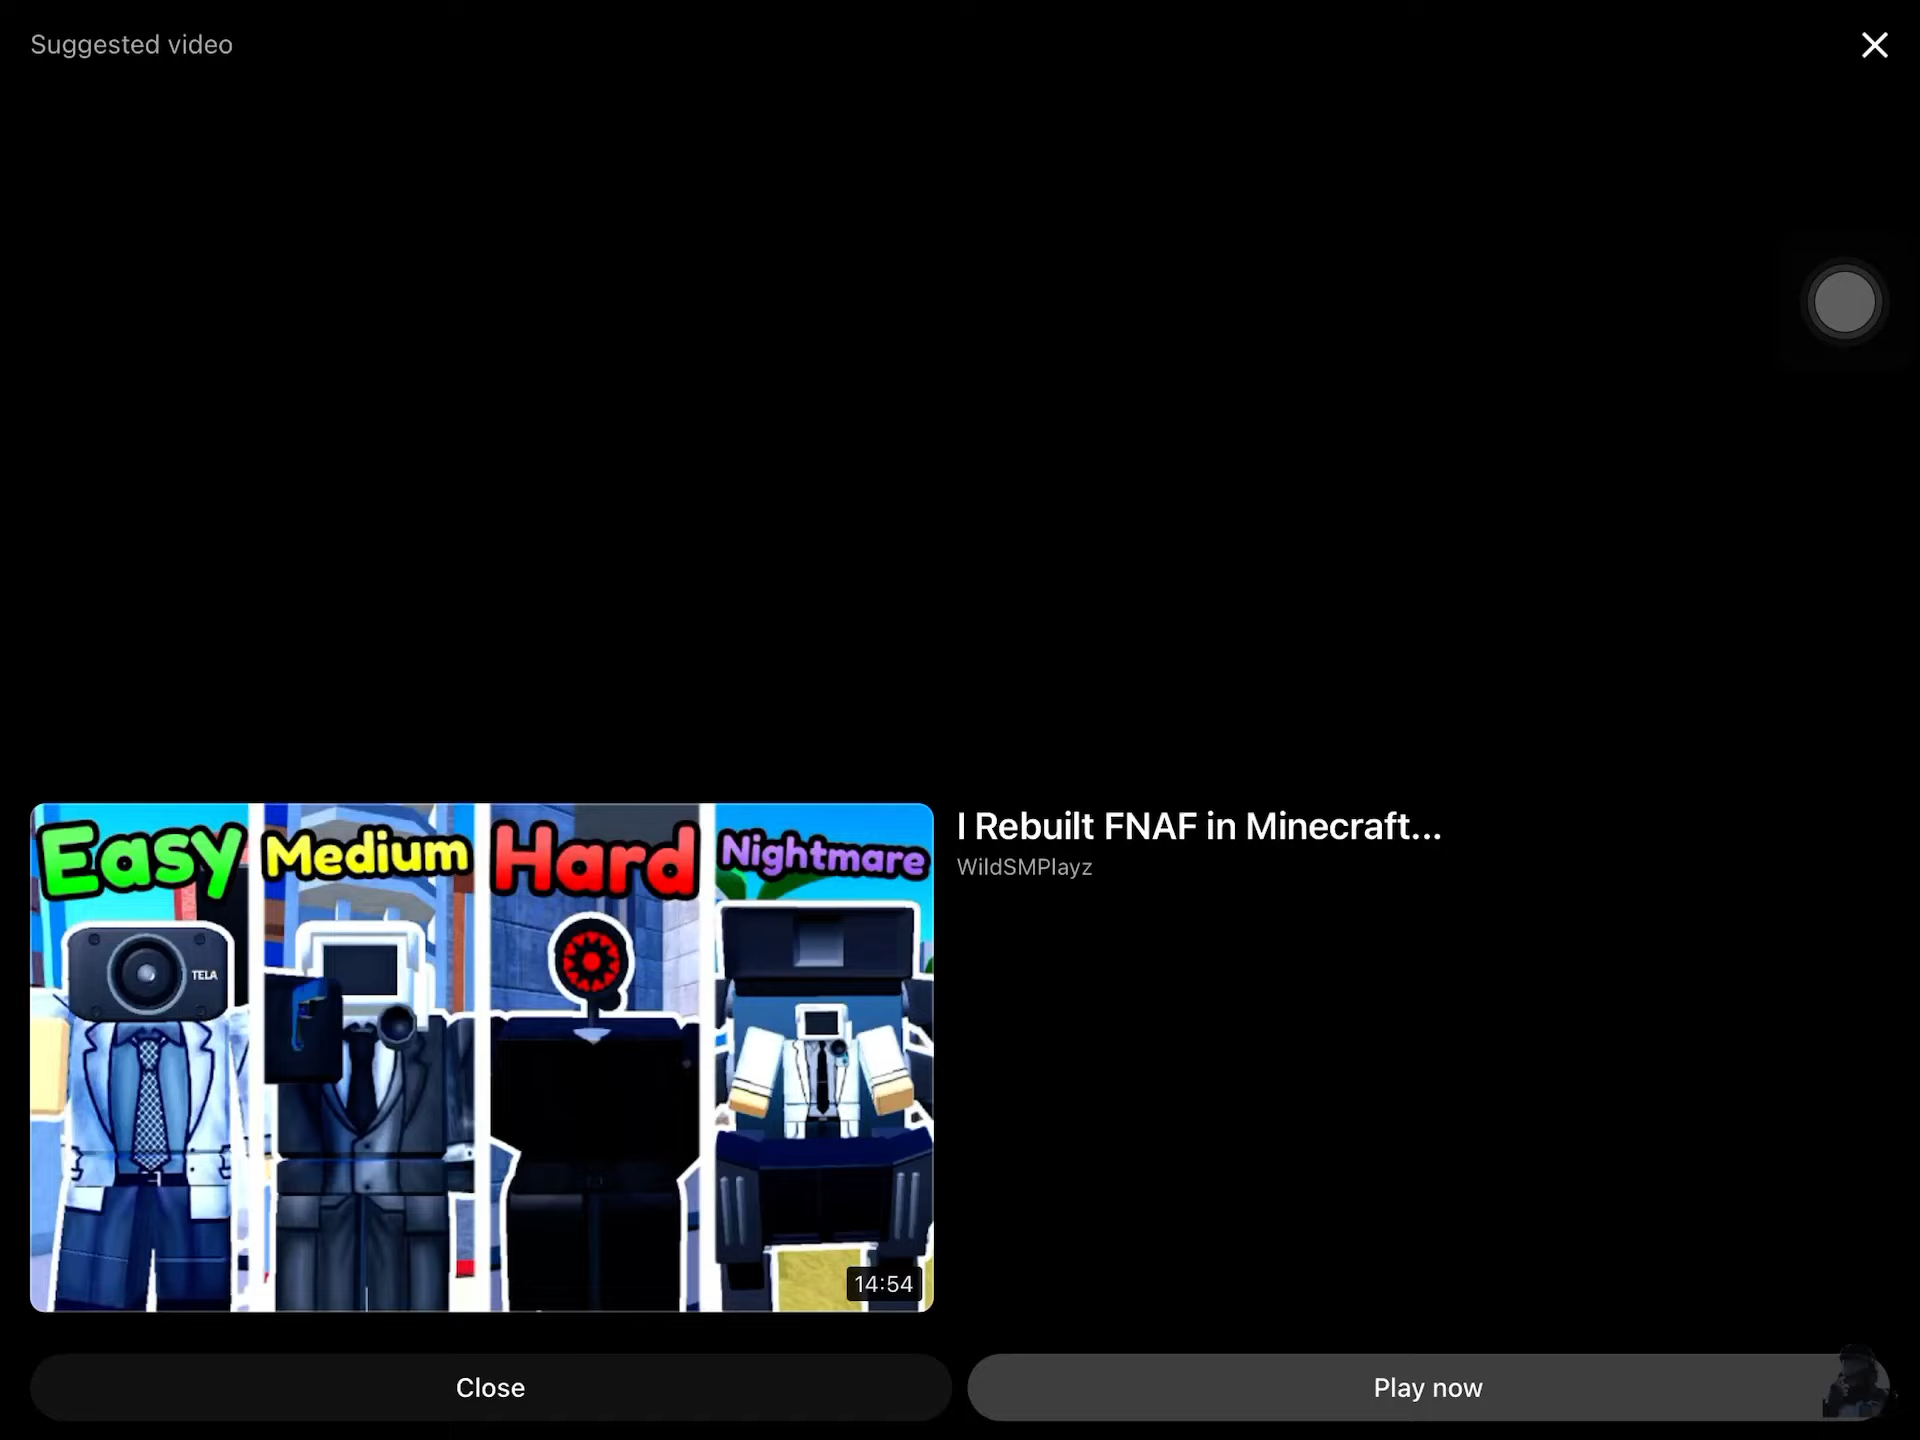 Suggested video
Easy
Medium
Hard
Nightmare
TELA
14:54
I Rebuilt FNAF in Minecraft...
WildSMPlayz
Close
Play now